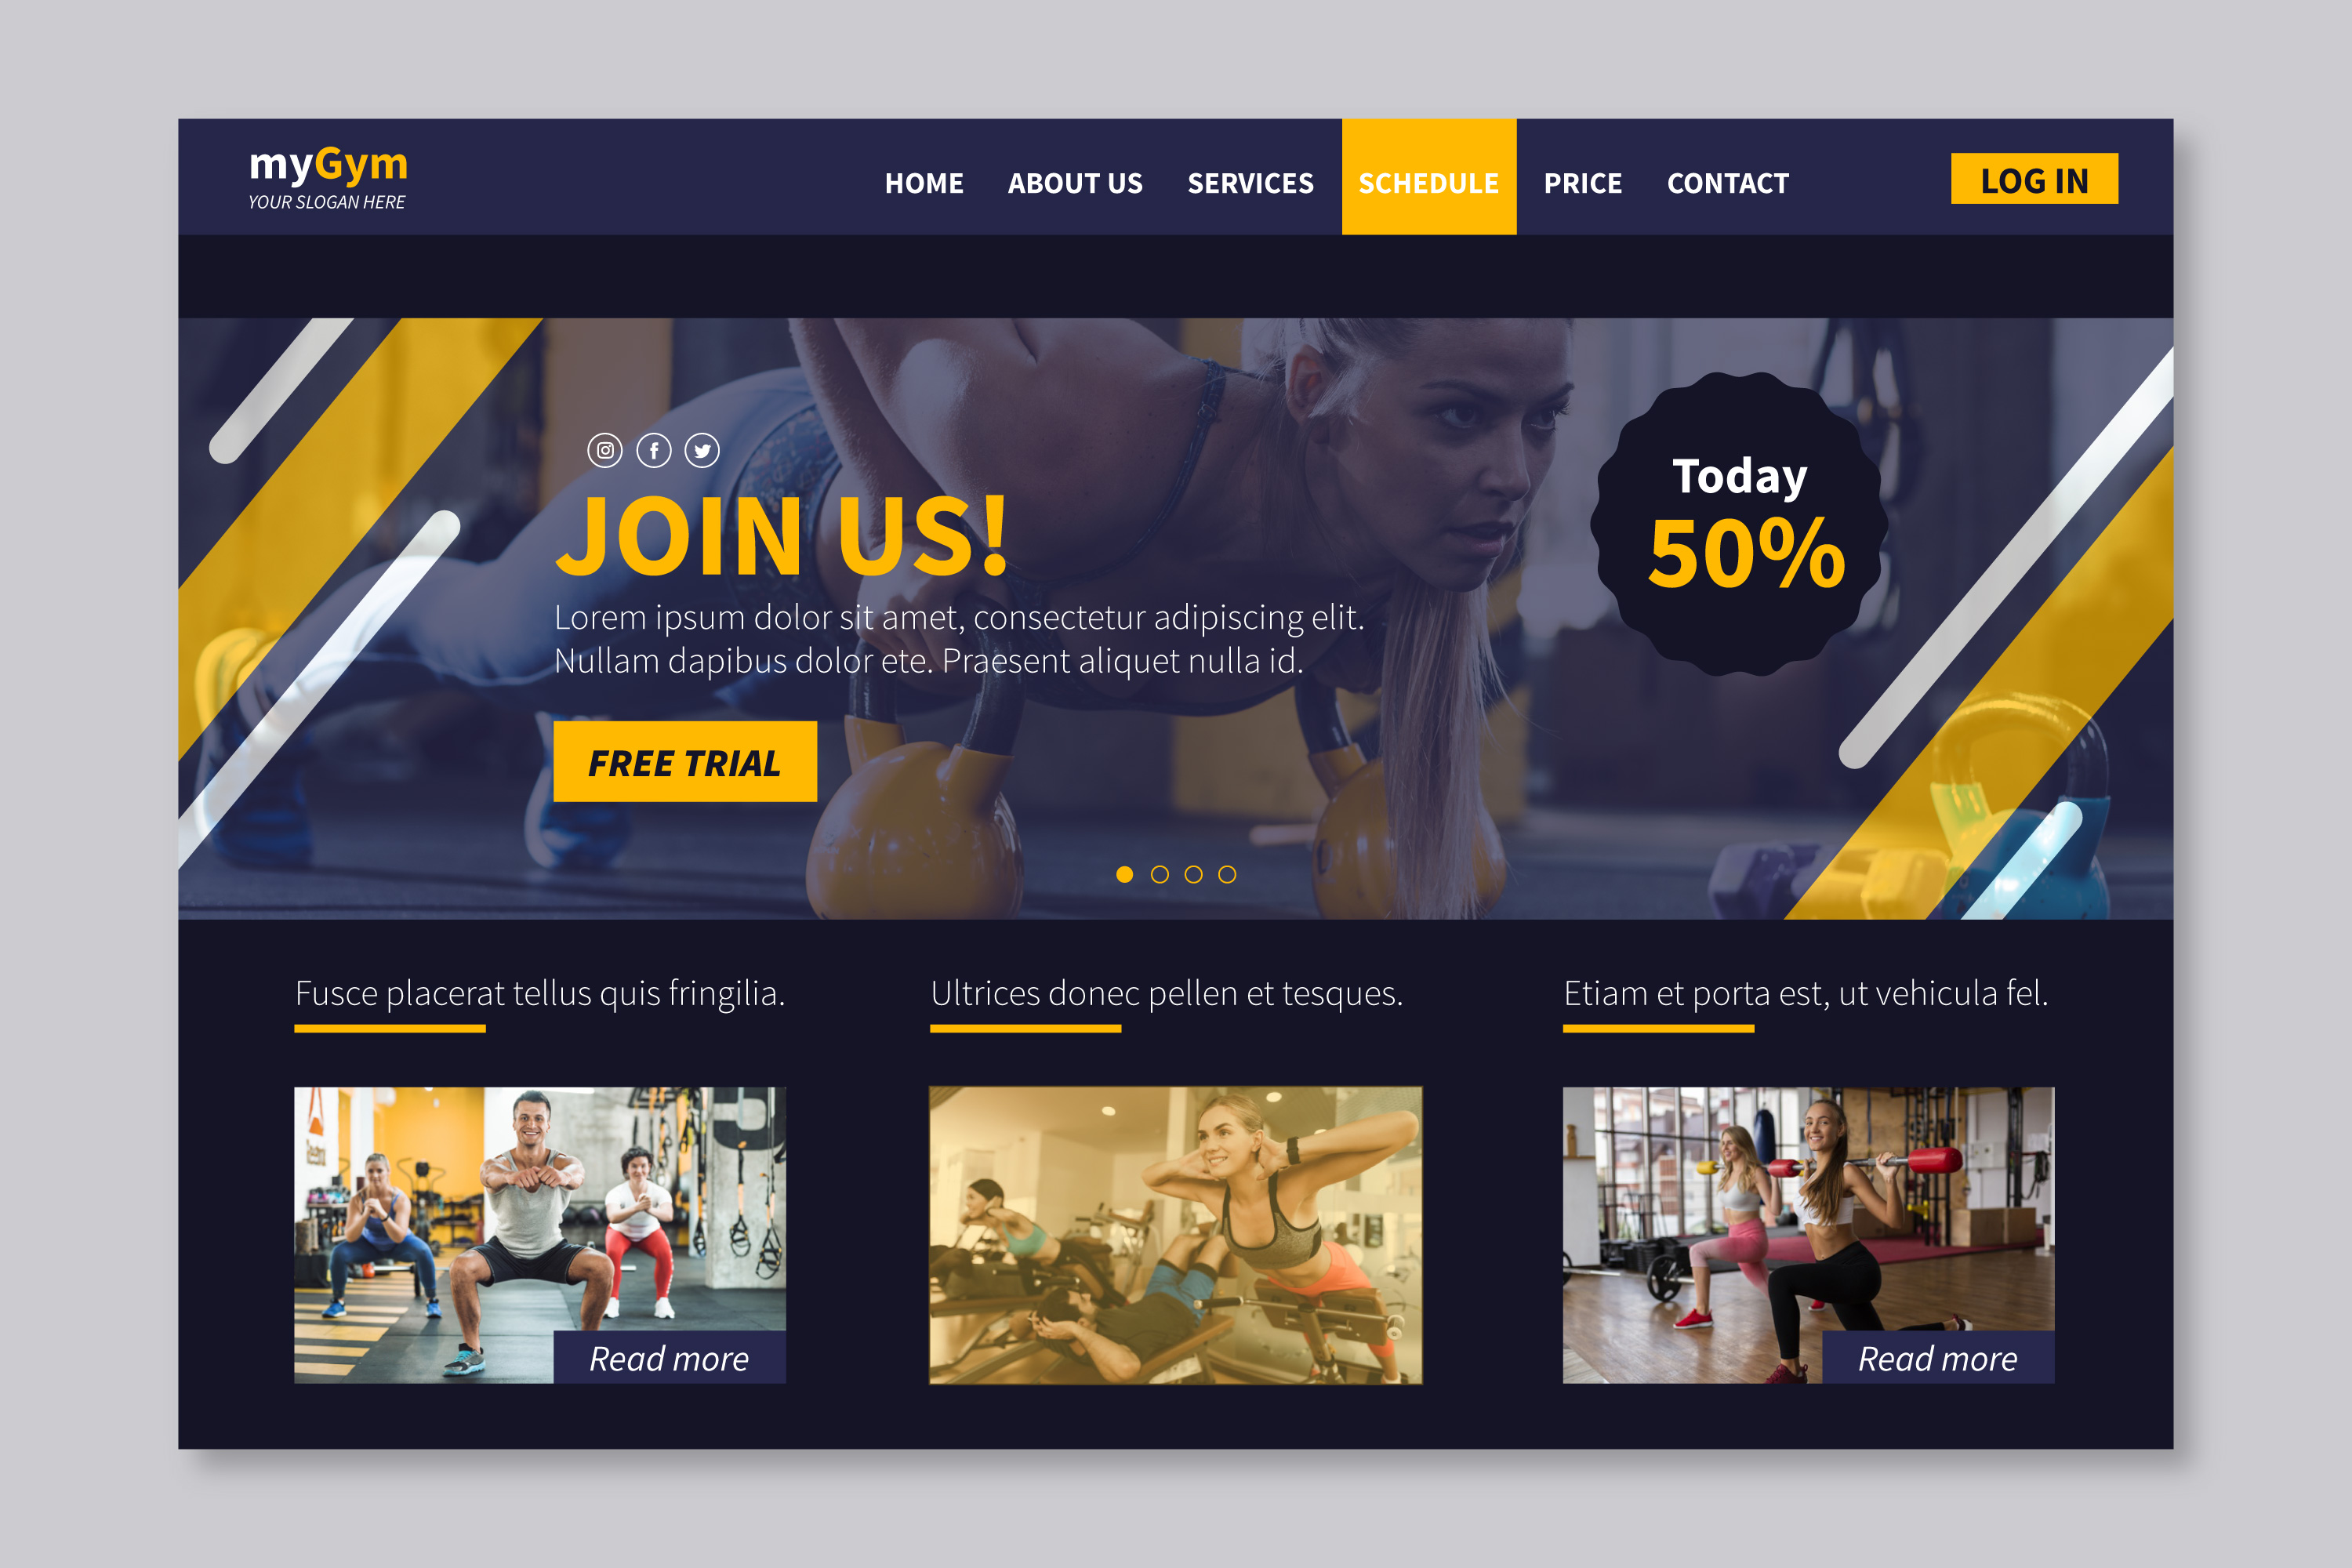 myGym
YOUR SLOGAN HERE
HOME ABOUT US SERVICES SCHEDULE PRICE CONTACT
LOG IN
JOIN US!
Lorem ipsum dolor sit amet, consectetur adipiscing elit.
Nullam dapibus dolor ete. Praesent aliquet nulla id.
FREE TRIAL
Today
50%
Fusce placerat tellus quis fringilia.
Read more
Ultrices donec pellen et tesques.
Etiam et porta est, ut vehicula fel.
Read more